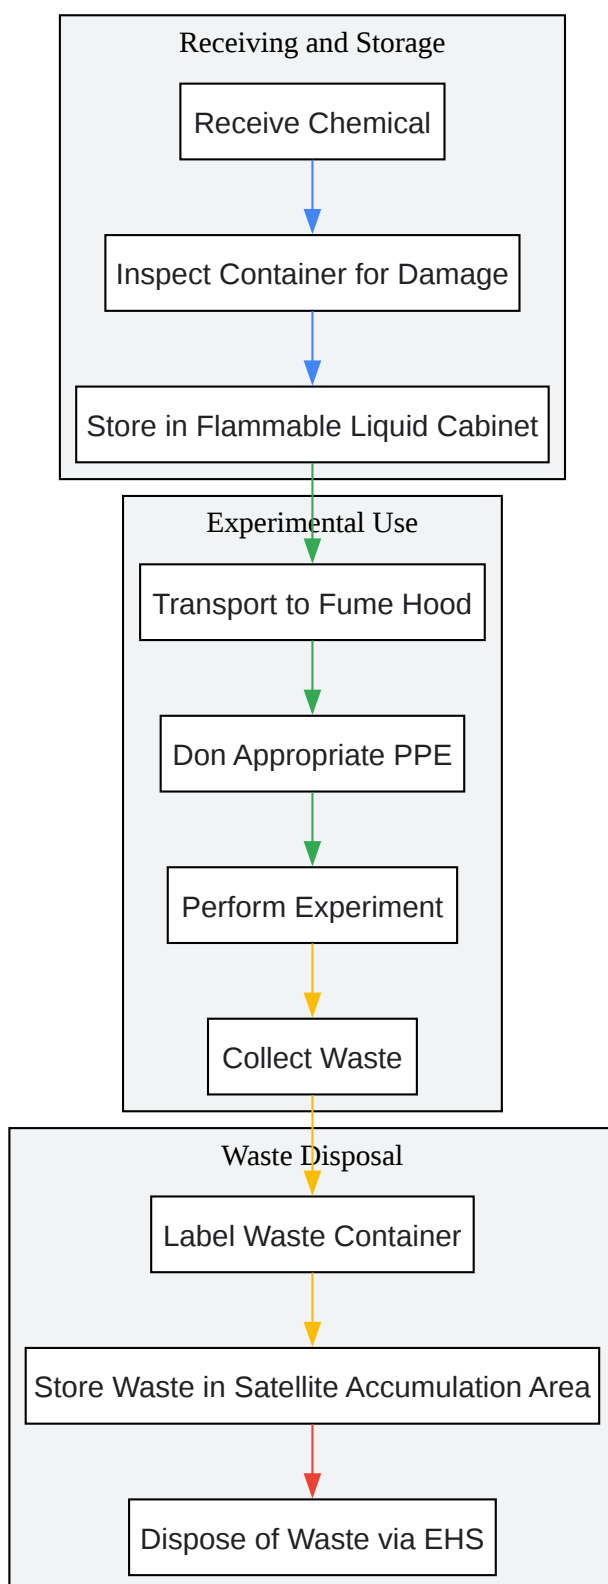 Receiving and Storage
Receive Chemical
Inspect Container for Damage
Store in Flammable Liquid Cabinet
Experimental Use
Transport to Fume Hood
Don Appropriate PPE
Perform Experiment
Collect Waste
Waste Disposal
Label Waste Container
Store Waste in Satellite Accumulation Area
Dispose of Waste via EHS